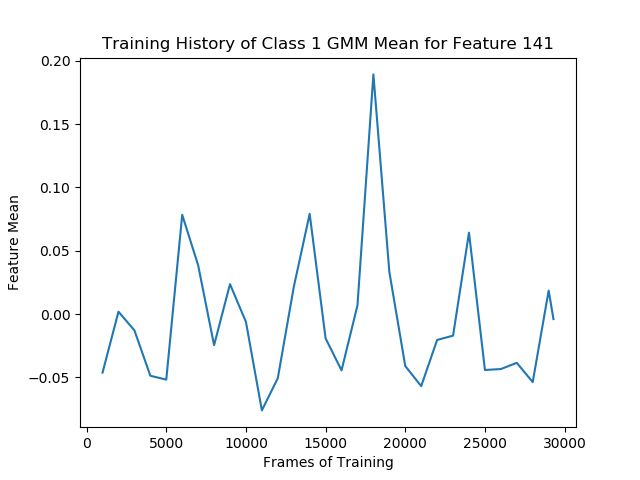 Training History of Class 1 GMM Mean for Feature 141
0.20
0.15
0.10
0.05
0.00
−0.05
Feature Mean
0 5000 10000 15000 20000 25000 30000
Frames of Training